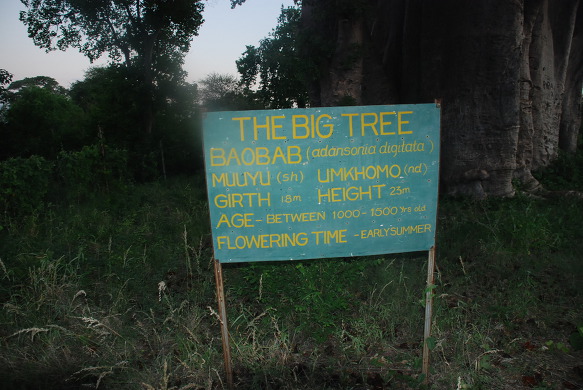 THE BIG TREE
BAOBAB (adansonia digitata)
MUUYU (sh) UMKHOMO (nd)
GIRTH 18m HEIGHT 25m
AGE - BETWEEN 1000 - 1500 Yrs old
FLOWERING TIME - EARLY SUMMER